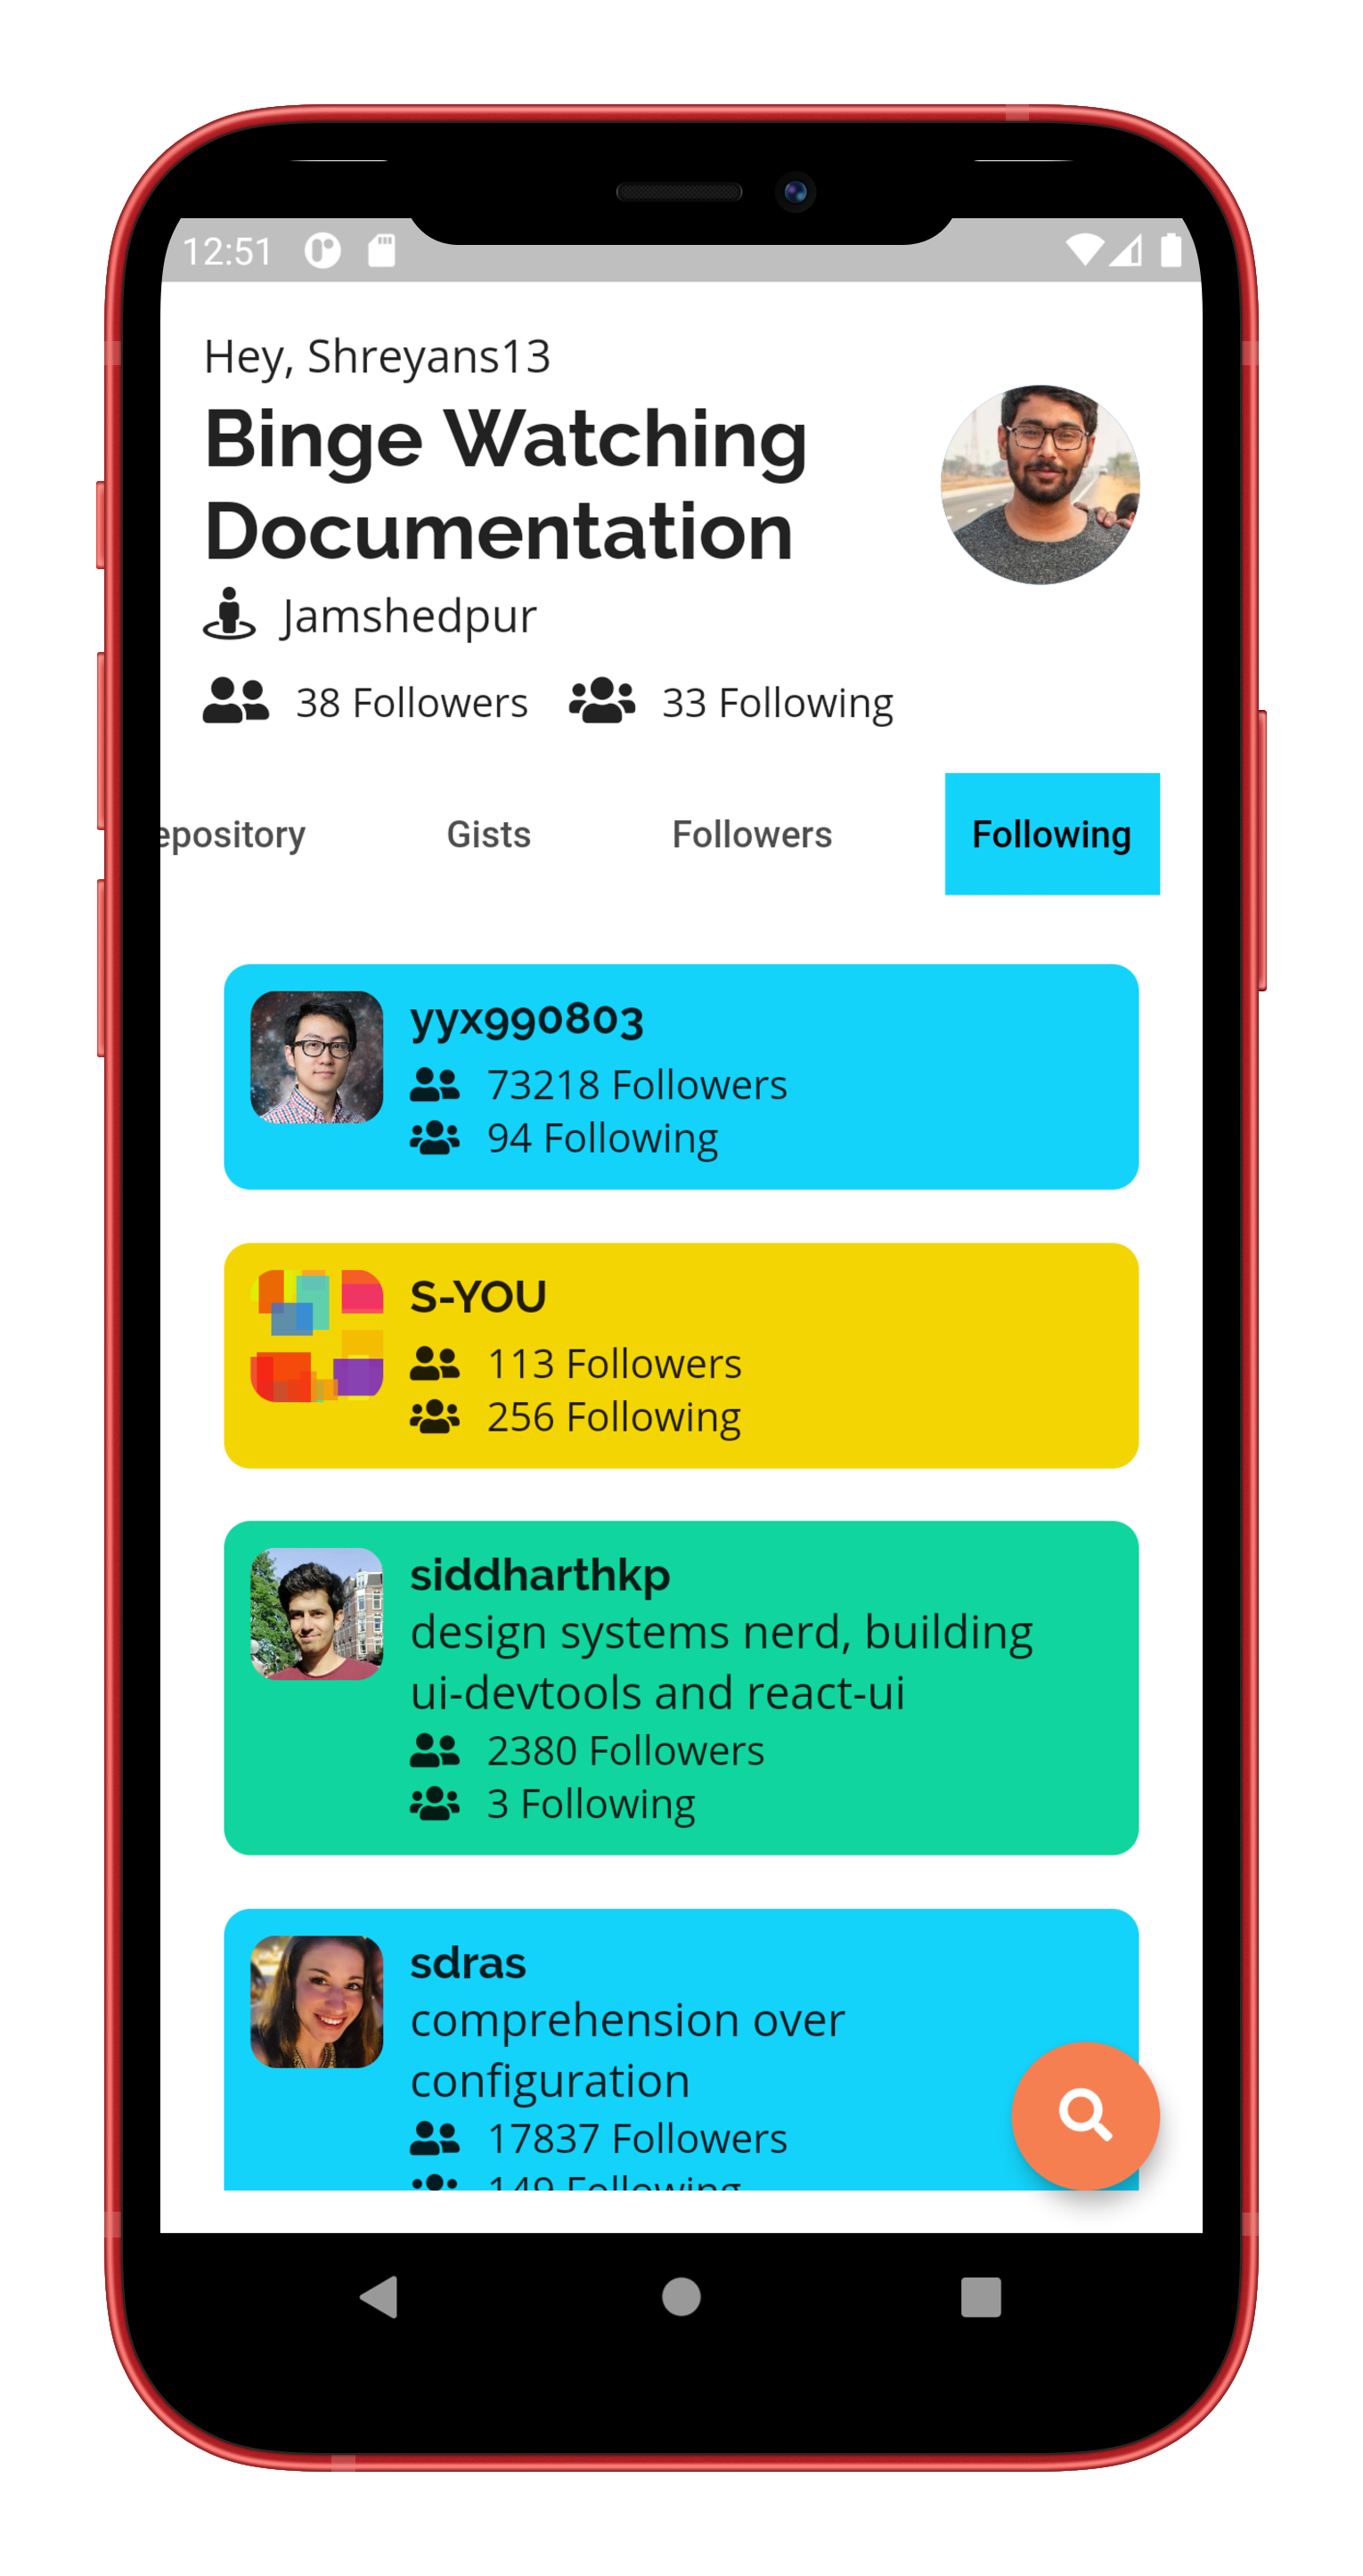 12:51
Hey, Shreyans13
Binge Watching
Documentation
Jamshedpur
38 Followers 33 Following
epository Gists Followers Following
yyx990803
73218 Followers
94 Following
S-YOU
113 Followers
256 Following
siddharthkp
design systems nerd, building
ui-devtools and react-ui
2380 Followers
3 Following
sdras
comprehension over
configuration
17837 Followers
149 Following